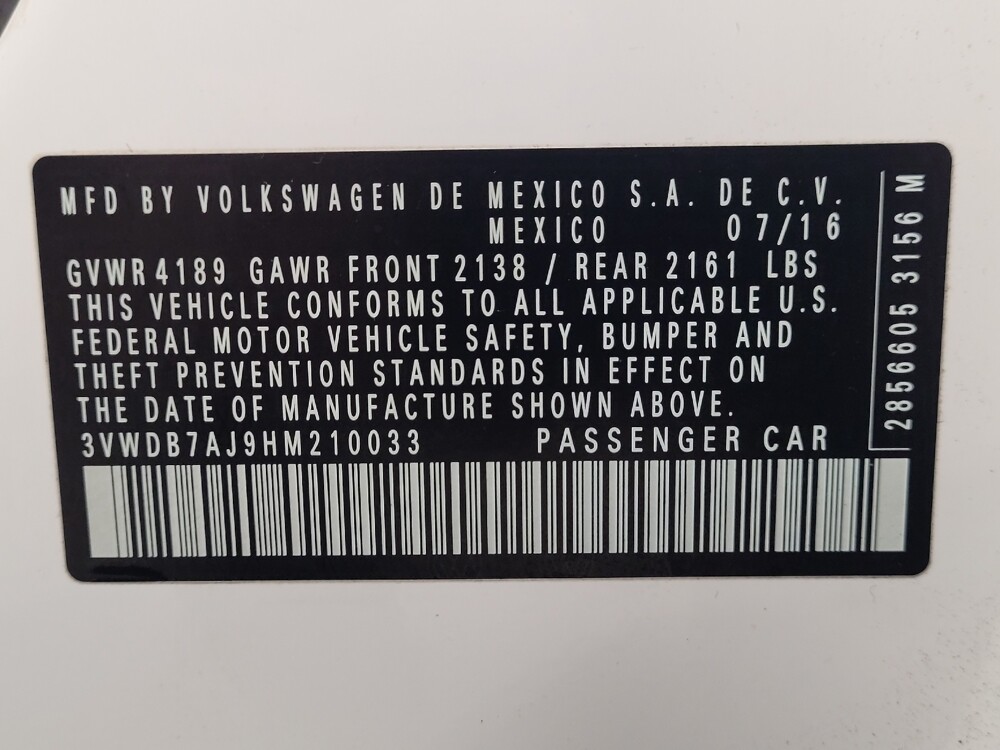 MFD BY VOLKSWAGEN DE MEXICO S.A. DE C.V.
MEXICO 07/16
GVWR 4189 GAWR FRONT 2138 / REAR 2161 LBS
THIS VEHICLE CONFORMS TO ALL APPLICABLE U.S.
FEDERAL MOTOR VEHICLE SAFETY, BUMPER AND
THEFT PREVENTION STANDARDS IN EFFECT ON
THE DATE OF MANUFACTURE SHOWN ABOVE.
3VWDB7AJ9HM210033 PASSENGER CAR
2856605 3156 M